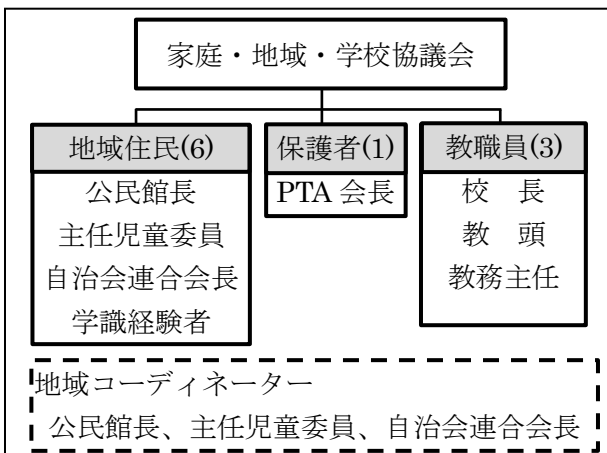 家庭・地域・学校協議会
地域住民(6)
公民館長
主任児童委員
自治会連合会長
学識経験者
保護者(1)
PTA 会長
教職員(3)
校　長
教　頭
教務主任
地域コーディネーター
公民館長、主任児童委員、自治会連合会長